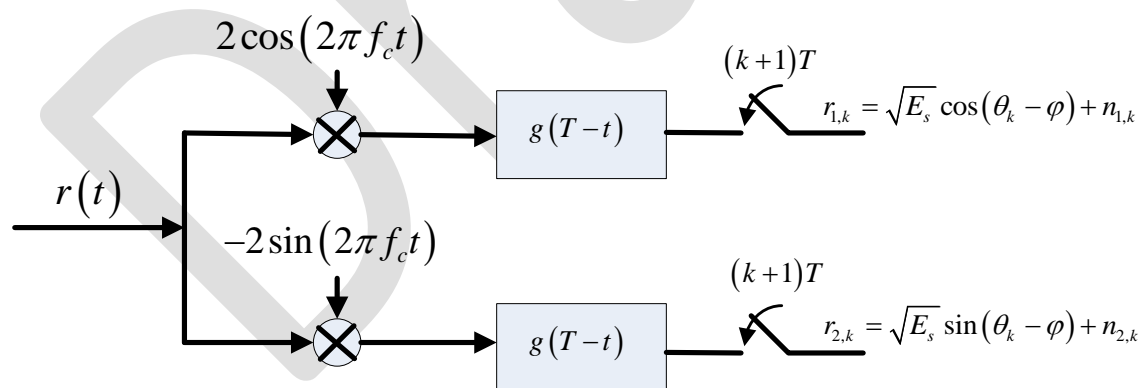 2cos(2πf_c t)
(k+1)T
g(T−t)
r_{1,k} = √E_s cos(θ_k − φ) + n_{1,k}
r(t)
−2sin(2πf_c t)
(k+1)T
g(T−t)
r_{2,k} = √E_s sin(θ_k − φ) + n_{2,k}